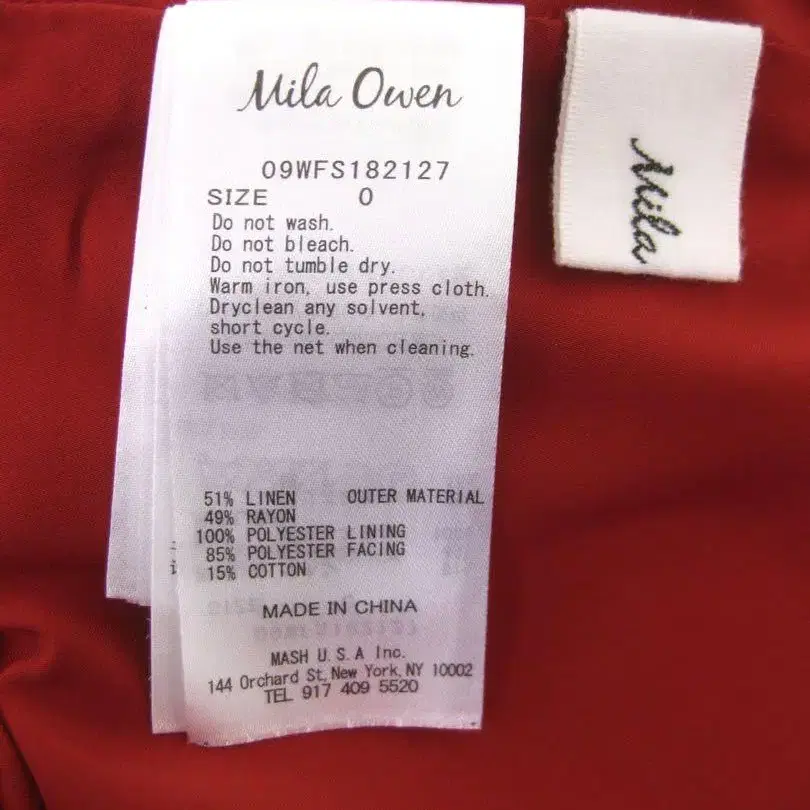 Mila Owen
09WFS182127
SIZE 0
Do not wash.
Do not bleach.
Do not tumble dry.
Warm iron, use press cloth.
Dryclean any solvent,
short cycle.
Use the net when cleaning.
51% LINEN OUTER MATERIAL
49% RAYON
100% POLYESTER LINING
85% POLYESTER FACING
15% COTTON
MADE IN CHINA
MASH U.S.A Inc.
144 Orchard St, New York, NY 10002
TEL 917 409 5520
Mila